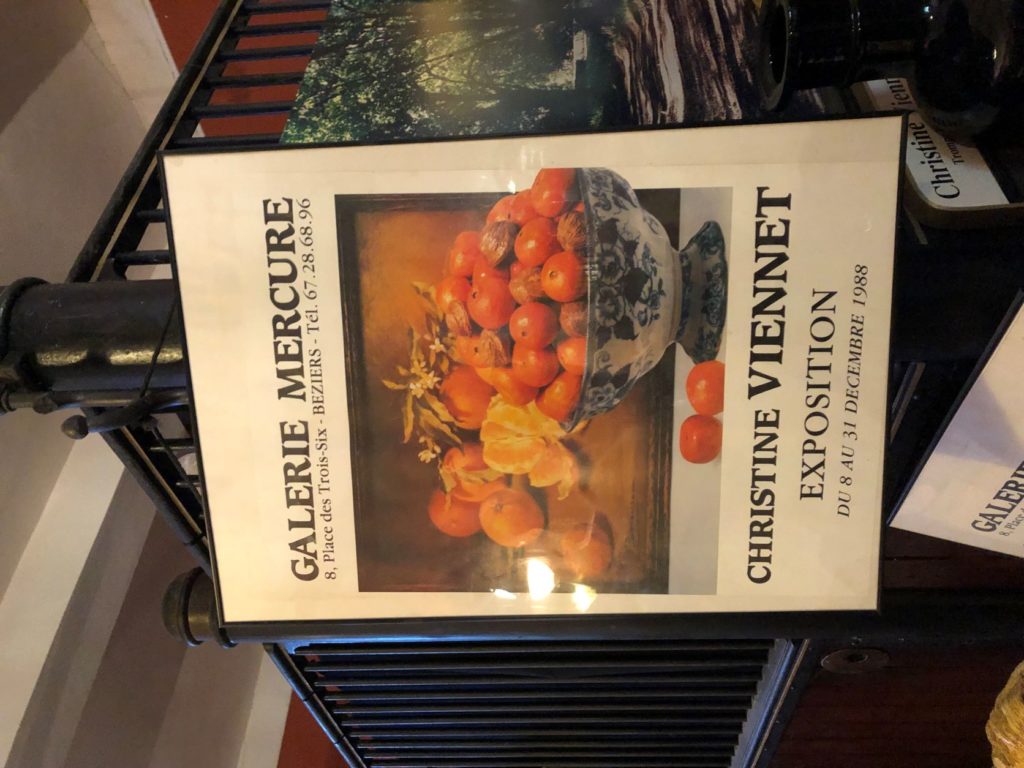 GALERIE MERCURE
8, Place des Trois-Six - BEZIERS - Tél. 67.28.68.96
CHRISTINE VIENNET
EXPOSITION
DU 8 AU 31 DECEMBRE 1988
Christine
GALERIE